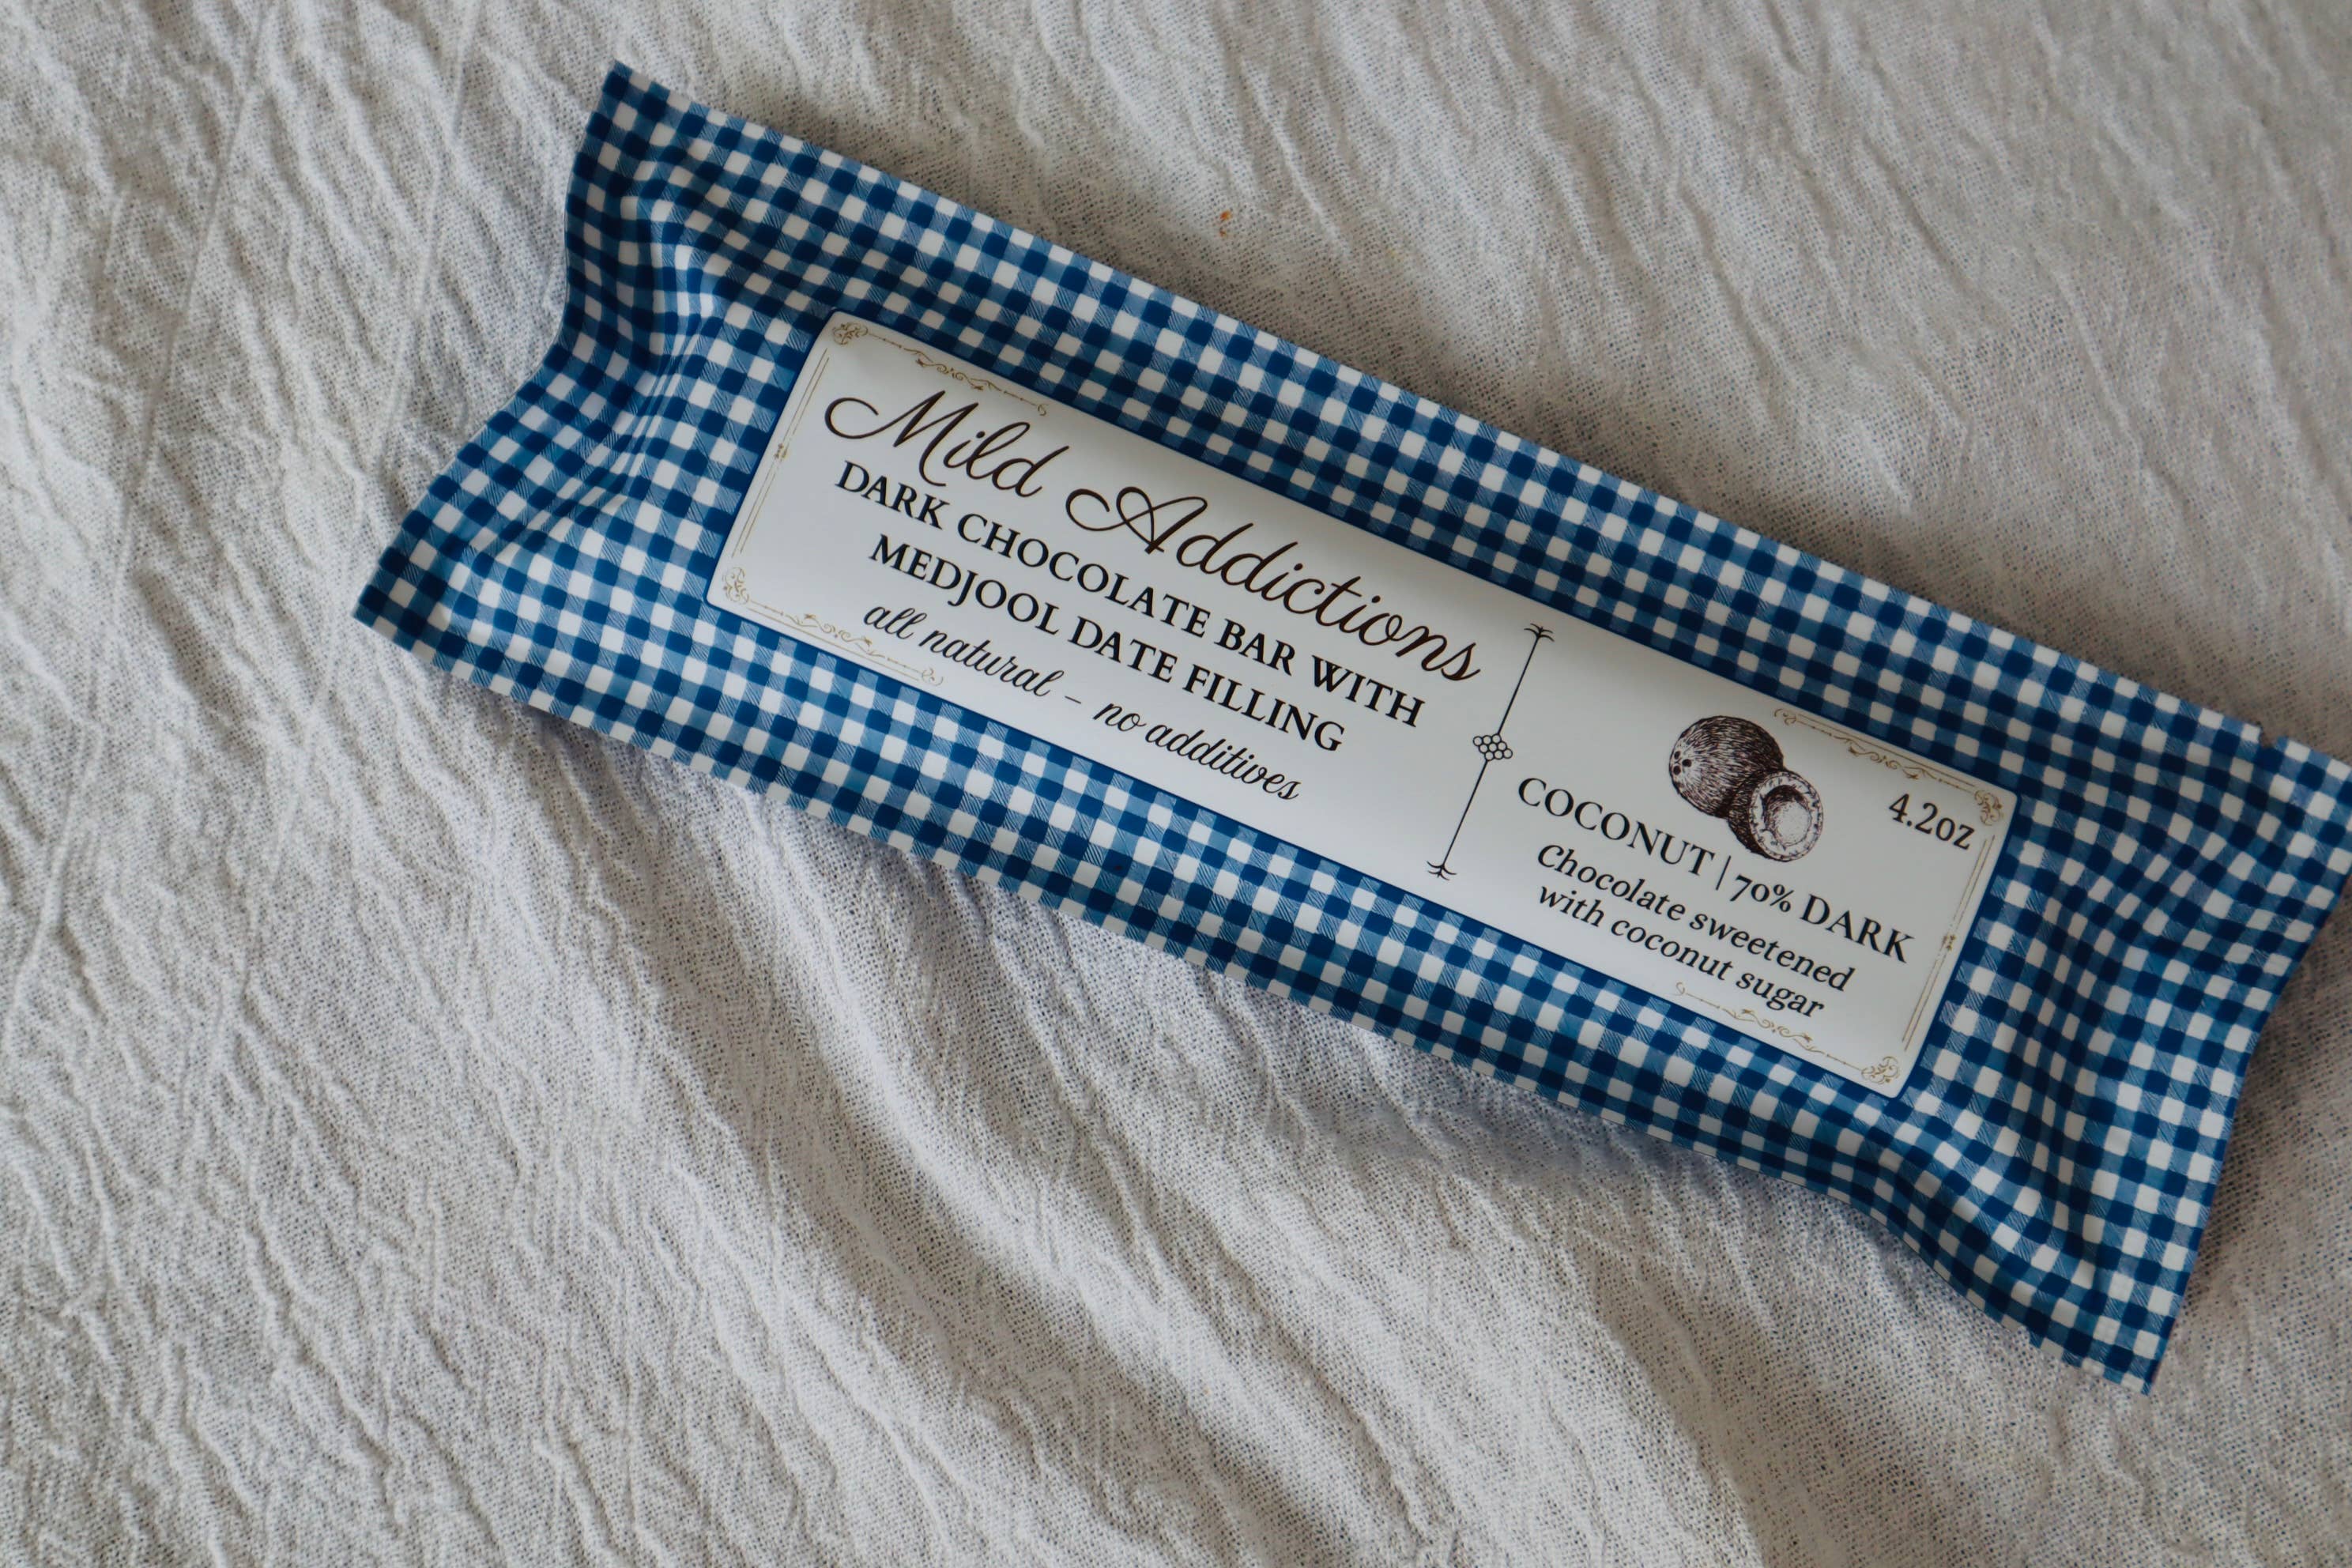 Mild Addictions
DARK CHOCOLATE BAR WITH
MEDJOOL DATE FILLING
all natural – no additives
4.2oz
COCONUT | 70% DARK
Chocolate sweetened
with coconut sugar